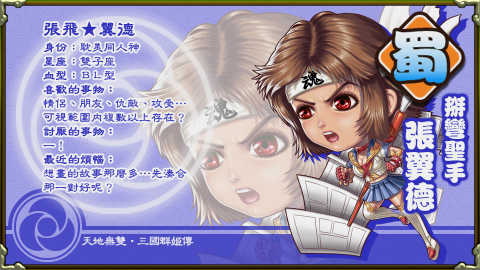 張飛★翼德
身份：耽美同人神
星座：雙子座
血型：ＢＬ型
喜歡的事物：
情侶、朋友、仇敵、攻受…
可視範圍內複數以上存在？
討厭的事物：
一！
最近的煩惱：
想畫的故事那麼多…先湊合
那一對好呢？
天地無雙・三國群姬傳
魂
魂
蜀
掰彎聖手
張翼德